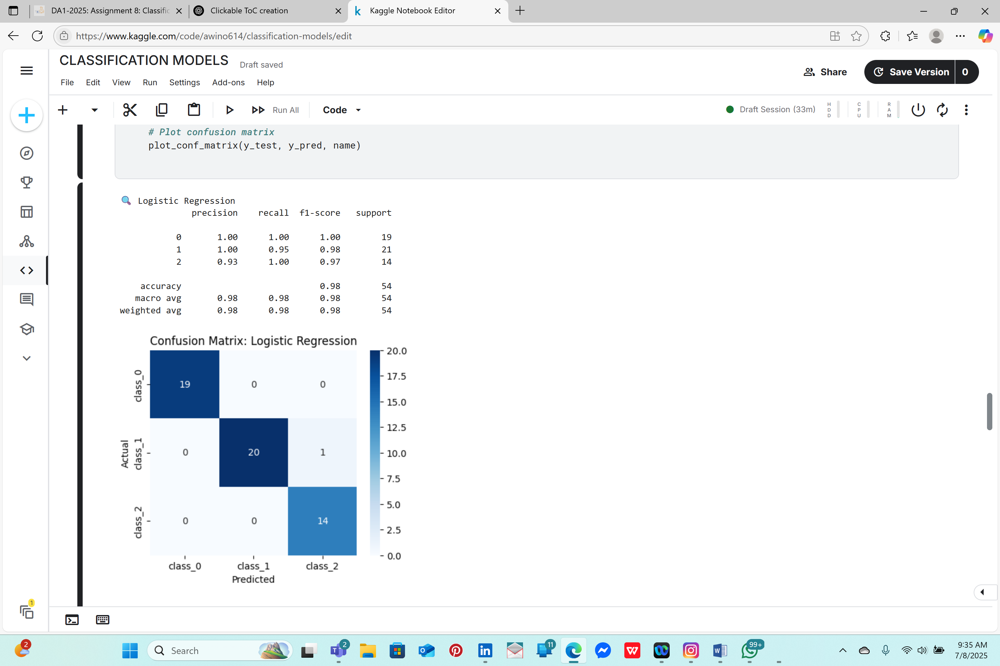 DA1-2025: Assignment 8: Classific
Clickable ToC creation
Kaggle Notebook Editor
https://www.kaggle.com/code/awino614/classification-models/edit
CLASSIFICATION MODELS
Draft saved
Share
Save Version
0
File Edit View Run Settings Add-ons Help
Run All
Code
Draft Session (33m)
HDD
CPU
RAM
# Plot confusion matrix
plot_conf_matrix(y_test, y_pred, name)
Logistic Regression
precision recall f1-score support
0 1.00 1.00 1.00 19
1 1.00 0.95 0.98 21
2 0.93 1.00 0.97 14
accuracy 0.98 54
macro avg 0.98 0.98 0.98 54
weighted avg 0.98 0.98 0.98 54
Confusion Matrix: Logistic Regression
20.0
17.5
15.0
12.5
10.0
7.5
5.0
2.5
0.0
class_0
19 0 0
Actual
class_1
0 20 1
class_2
0 0 14
class_0 class_1 class_2
Predicted
1
2
Search
2
11
99+
9:35 AM
7/8/2025